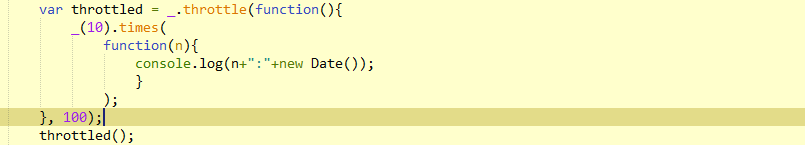 var throttled = _.throttle(function(){
_(10).times(
function(n){
console.log(n+":"+new Date());
}
);
}, 100);
throttled();